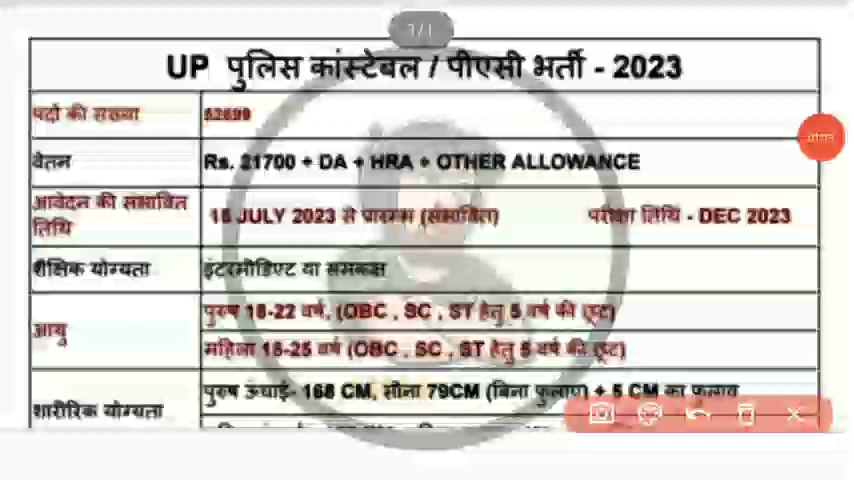 1/1
UP पुलिस कांस्टेबल / पीएसी भर्ती - 2023
पदों की संख्या 52699
वेतन Rs. 21700 + DA + HRA + OTHER ALLOWANCE
आवेदन की संभावित तिथि
15 JULY 2023 से प्रारम्भ (संभावित) परीक्षा तिथि - DEC 2023
शैक्षिक योग्यता इंटरमीडिएट या समकक्ष
आयु
पुरुष 18-22 वर्ष, (OBC , SC , ST हेतु 5 वर्ष की छूट)
महिला 18-25 वर्ष (OBC , SC , ST हेतु 5 वर्ष की छूट)
शारीरिक योग्यता
पुरुष ऊंचाई- 168 CM, सीना 79CM (बिना फुलाए) + 5 CM का फुलाव